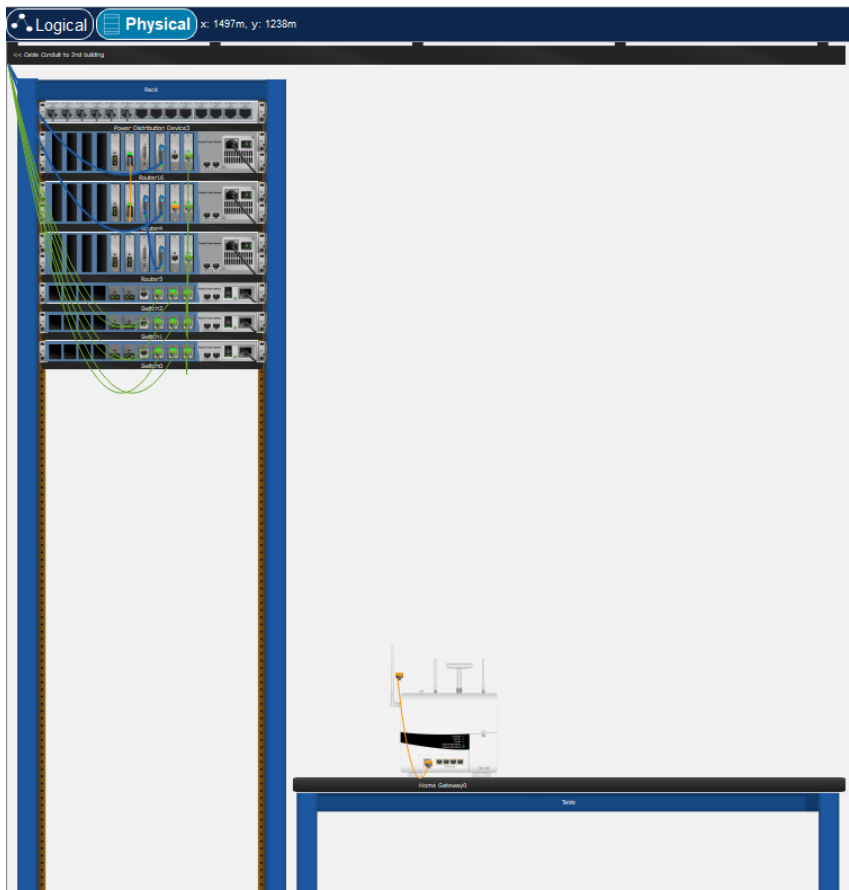 Logical
Physical
x: 1497m, y: 1238m
<< Cable Conduit to 2nd building
Rack
Power Distribution Device3
Router16
Router4
Router3
Switch2
Switch1
Switch0
Home Gateway0
Table